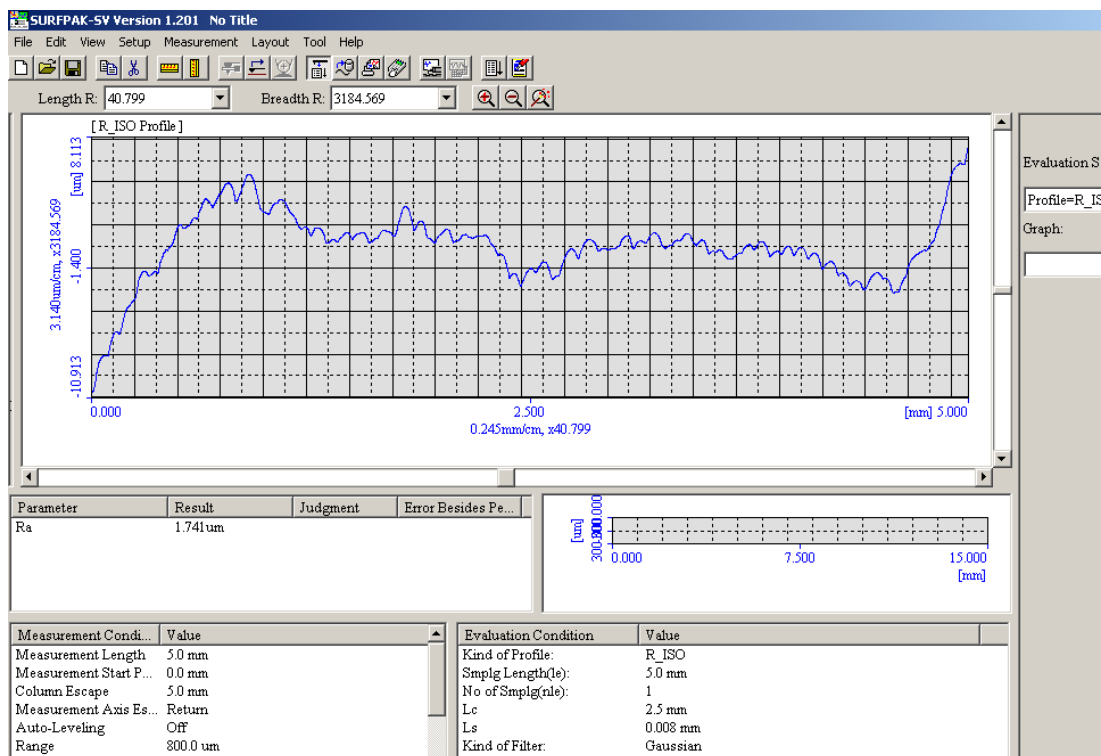 SURFPAK-SV Version 1.201 No Title
File Edit View Setup Measurement Layout Tool Help
Length R: 40.799 Breadth R: 3184.569
[ R_ISO Profile ]
[um] 8.113
-1.400
-10.913
3.140um/cm, x3184.569
0.000 2.500 [mm] 5.000
0.245mm/cm, x40.799
Evaluation S
Profile=R_IS
Graph:
Parameter Result Judgment Error Besides Pe...
Ra 1.741um
[um]
0.000 7.500 15.000
[mm]
Measurement Condi... Value
Measurement Length 5.0 mm
Measurement Start P... 0.0 mm
Column Escape 5.0 mm
Measurement Axis Es... Return
Auto-Leveling Off
Range 800.0 um
Evaluation Condition Value
Kind of Profile: R_ISO
Smplg Length(le): 5.0 mm
No of Smplg(nle): 1
Lc 2.5 mm
Ls 0.008 mm
Kind of Filter: Gaussian